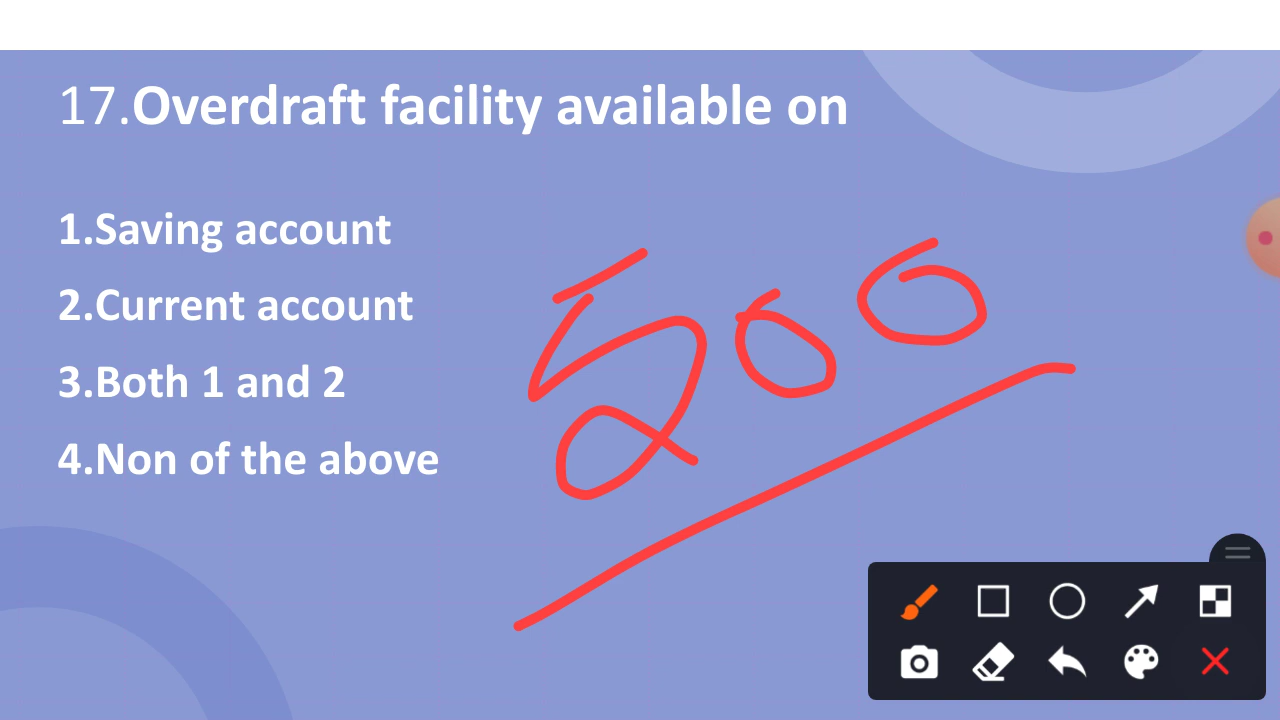 17.Overdraft facility available on
1.Saving account
2.Current account
3.Both 1 and 2
4.Non of the above
500